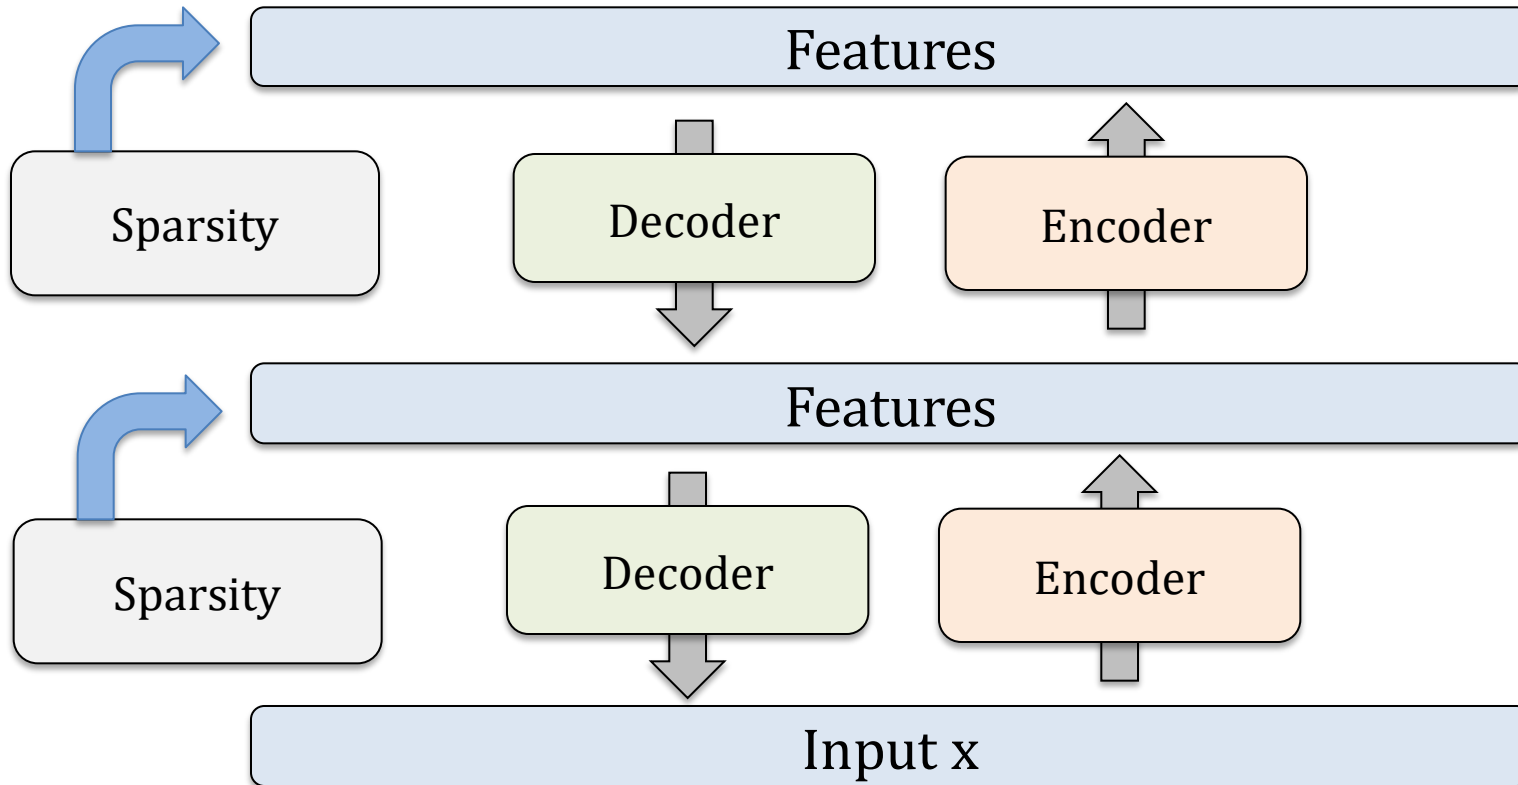 Features
Sparsity
Decoder
Encoder
Features
Sparsity
Decoder
Encoder
Input x